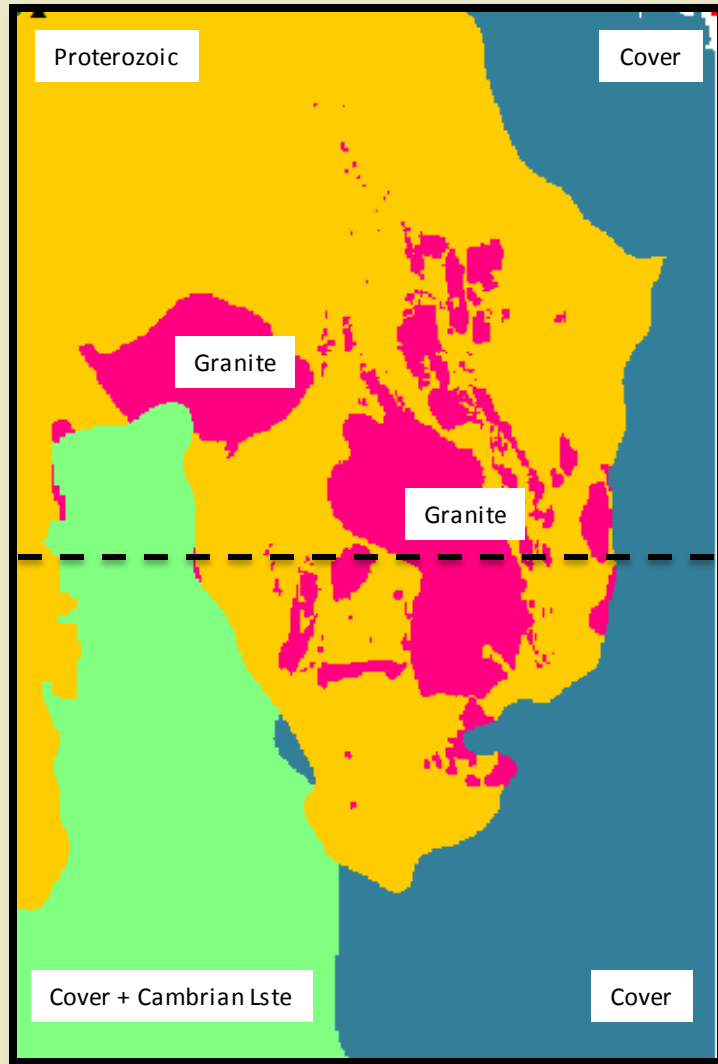 Proterozoic
Cover
Granite
Granite
Cover + Cambrian Lste
Cover